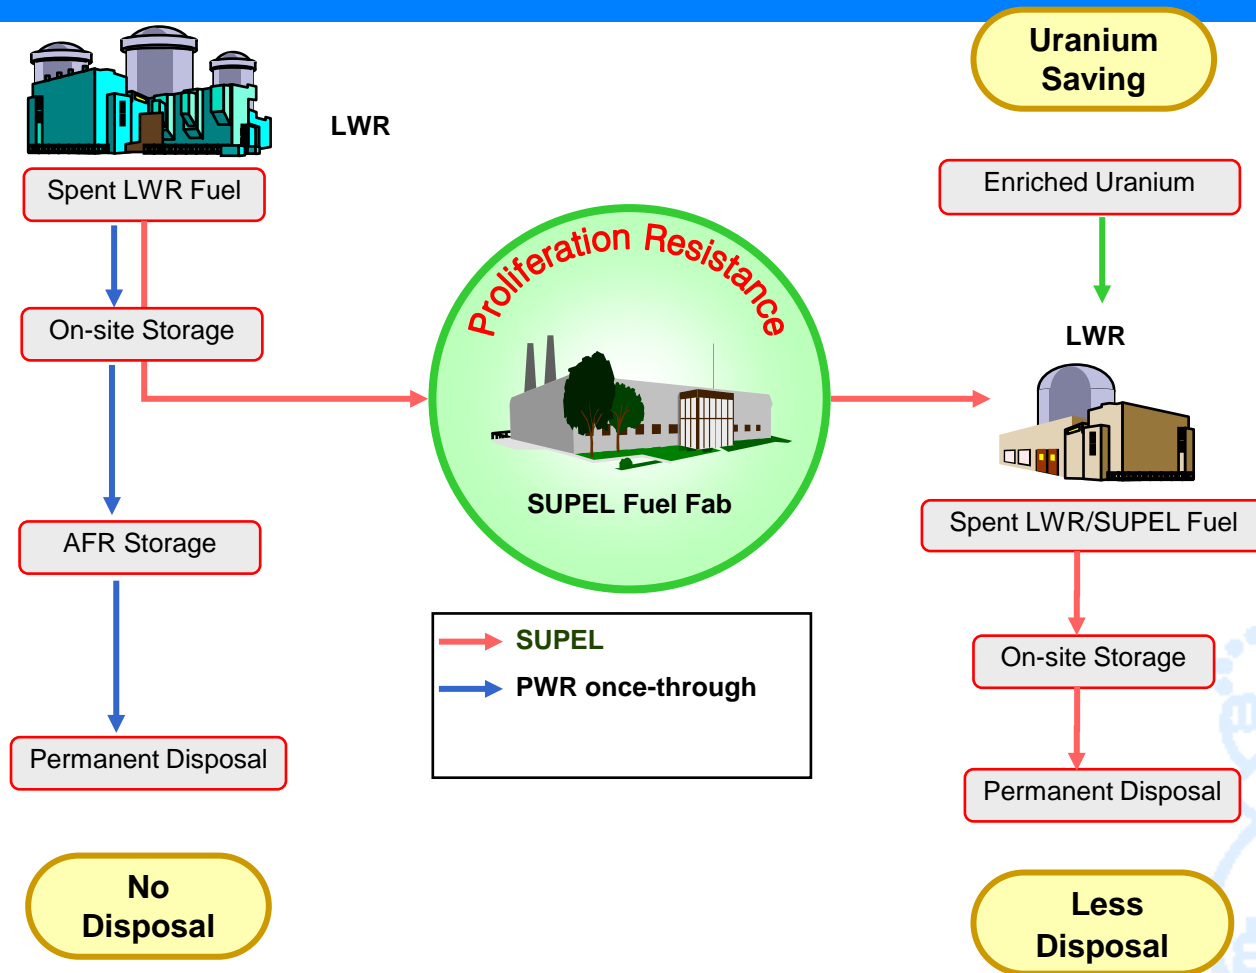 Uranium
Saving
LWR
Spent LWR Fuel
Enriched Uranium
Proliferation Resistance
On-site Storage
LWR
SUPEL Fuel Fab
AFR Storage
Spent LWR/SUPEL Fuel
SUPEL
On-site Storage
PWR once-through
Permanent Disposal
Permanent Disposal
No
Disposal
Less
Disposal